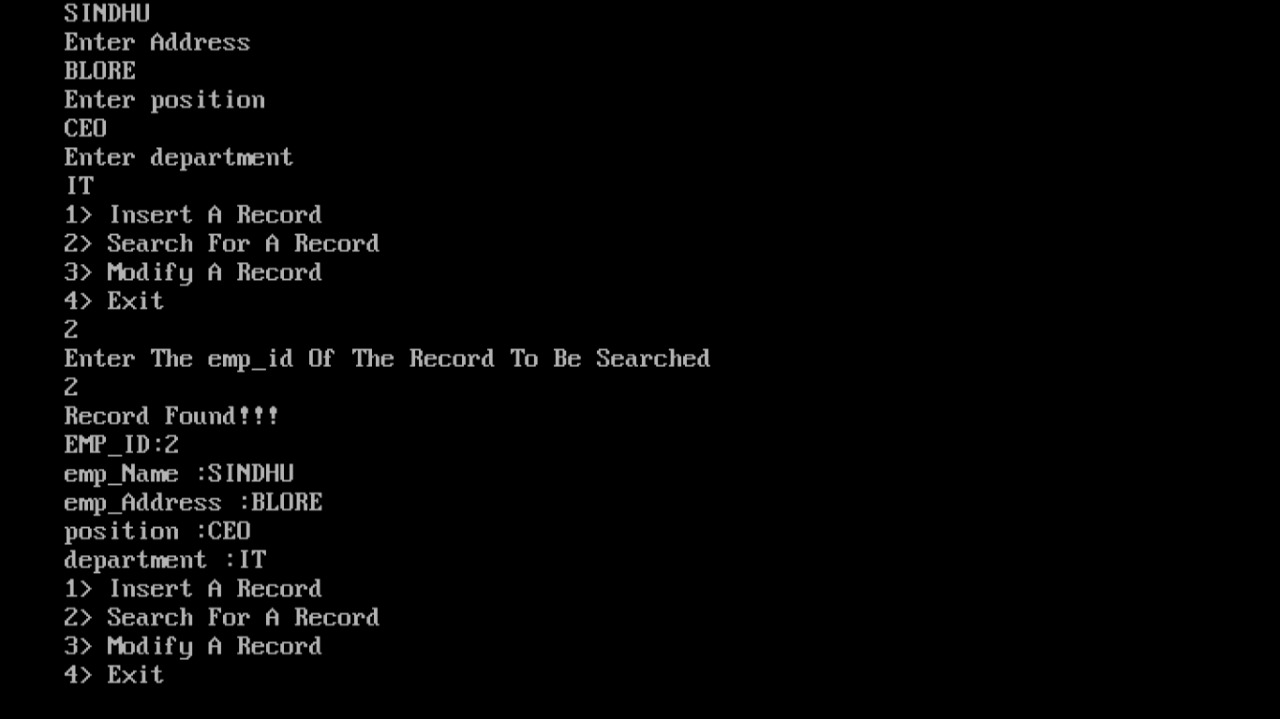 SINDHU
Enter Address
BLORE
Enter position
CEO
Enter department
IT
1> Insert A Record
2> Search For A Record
3> Modify A Record
4> Exit
2
Enter The emp_id Of The Record To Be Searched
2
Record Found!!!
EMP_ID:2
emp_Name :SINDHU
emp_Address :BLORE
position :CEO
department :IT
1> Insert A Record
2> Search For A Record
3> Modify A Record
4> Exit